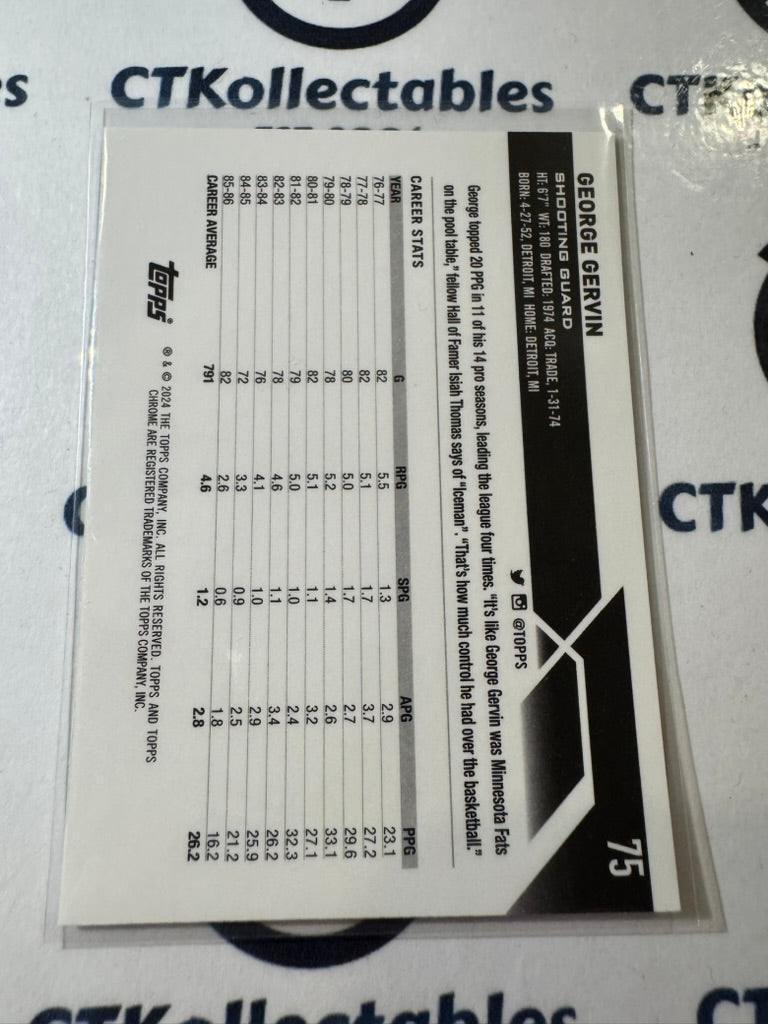 CTKollectables
GEORGE GERVIN
75
SHOOTING GUARD
HT: 6'7" WT: 180 DRAFTED: 1974 ACQ: TRADE, 1-31-74
BORN: 4-27-52, DETROIT, MI HOME: DETROIT, MI
@TOPPS
George topped 20 PPG in 11 of his 14 pro seasons, leading the league four times. "It's like George Gervin was Minnesota Fats
on the pool table," fellow Hall of Famer Isiah Thomas says of "Iceman". "That's how much control he had over the basketball."
CAREER STATS
YEAR G RPG SPG APG PPG
76-77 82 5.5 1.3 2.9 23.1
77-78 82 5.1 1.7 3.7 27.2
78-79 80 5.0 1.7 2.7 29.6
79-80 78 5.2 1.4 2.6 33.1
80-81 82 5.1 1.1 3.2 27.1
81-82 79 5.0 1.0 2.4 32.3
82-83 78 4.6 1.1 3.4 26.2
83-84 76 4.1 1.0 2.9 25.9
84-85 72 3.3 0.9 2.5 21.2
85-86 82 2.6 0.6 1.8 16.2
CAREER AVERAGE 791 4.6 1.2 2.8 26.2
topps
® & © 2024 THE TOPPS COMPANY, INC. ALL RIGHTS RESERVED. TOPPS AND TOPPS
CHROME ARE REGISTERED TRADEMARKS OF THE TOPPS COMPANY, INC.
CTK
CTKollectables